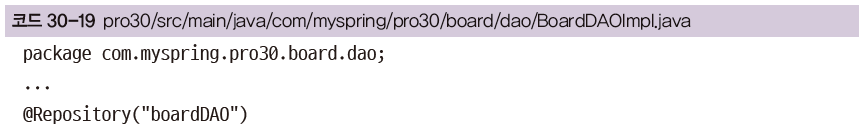 코드 30-19 pro30/src/main/java/com/myspring/pro30/board/dao/BoardDAOImpl.java
package com.myspring.pro30.board.dao;
...
@Repository("boardDAO")